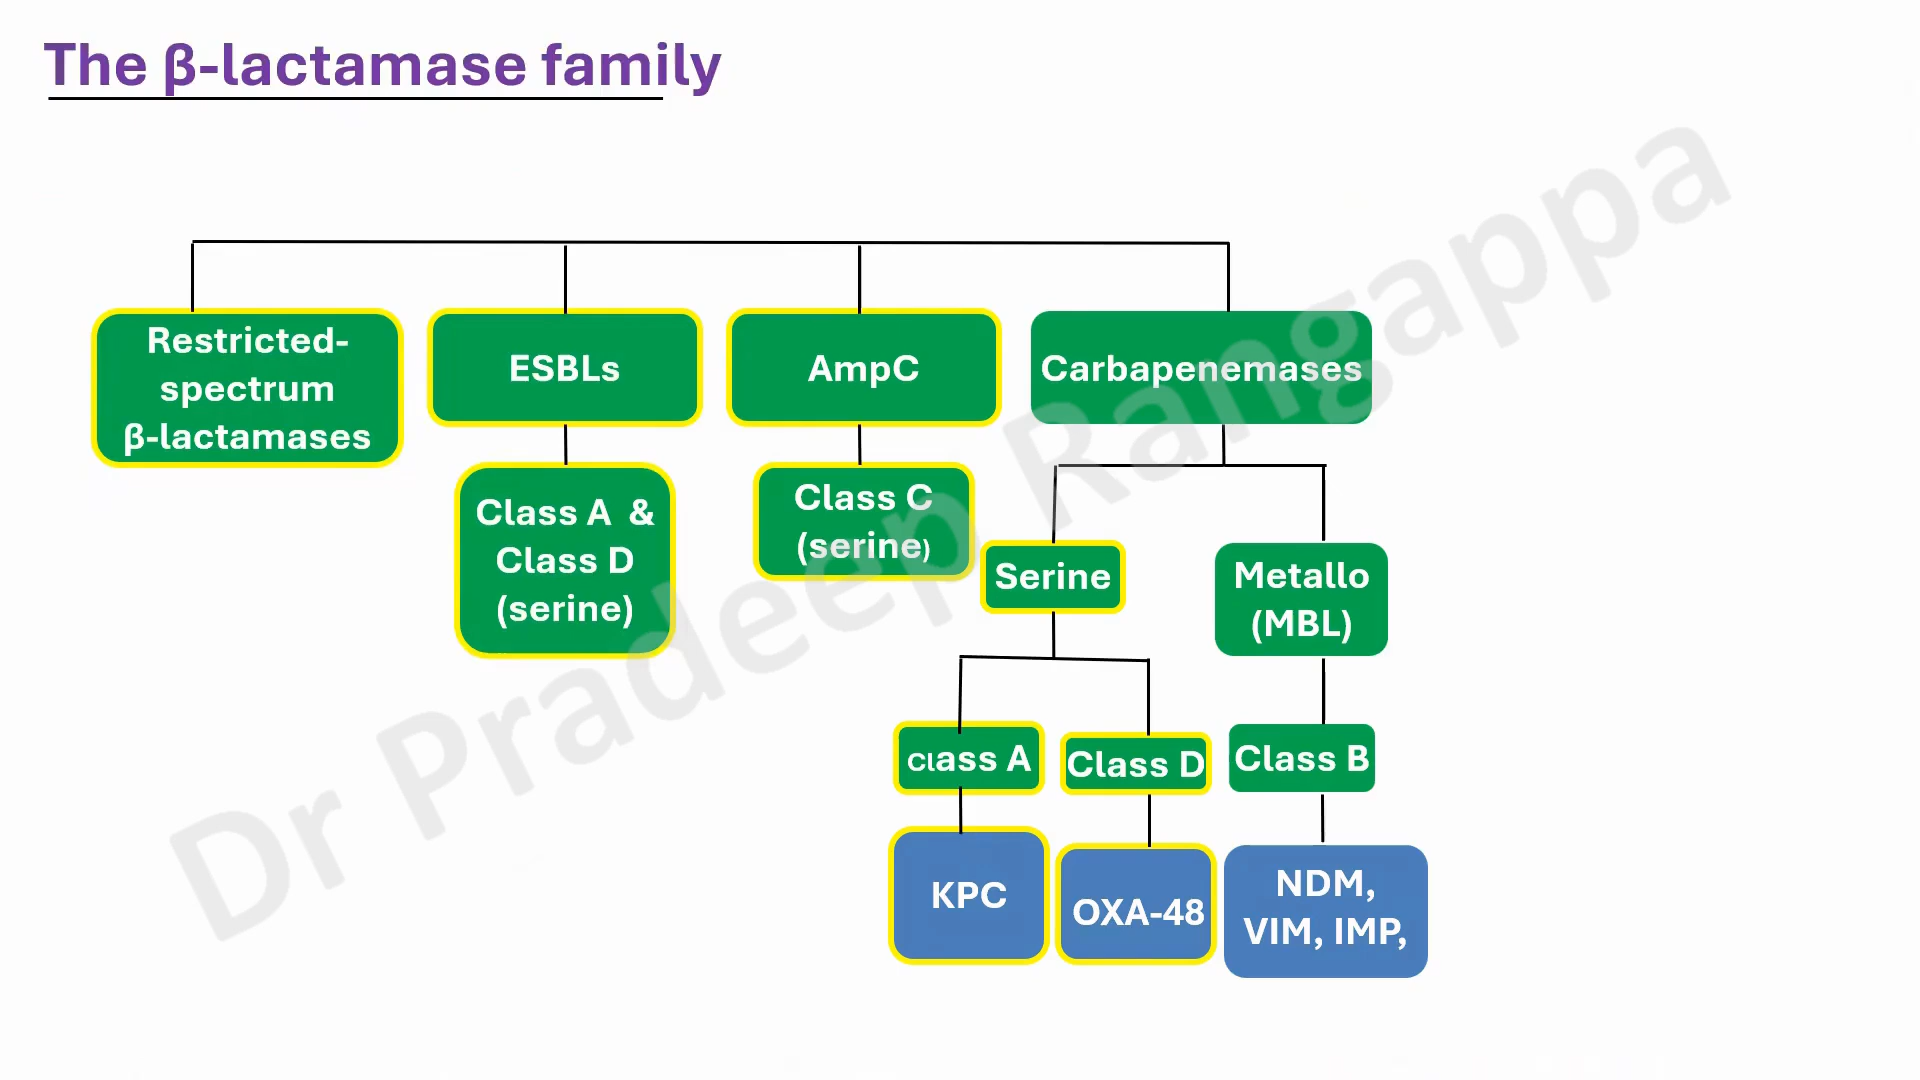 The β-lactamase family
Restricted-
spectrum
β-lactamases
ESBLs
AmpC
Carbapenemases
Class A &
Class D
(serine)
Class C
(serine)
Serine
Metallo
(MBL)
Class A
Class D
Class B
KPC
OXA-48
NDM,
VIM, IMP,
Dr Pradeep Rangappa